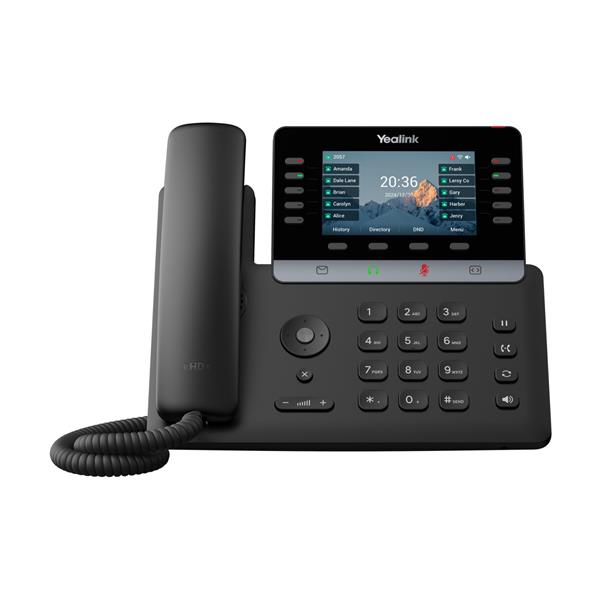 Yealink
2057
Amanda
Frank
Dale Lane
20:36
Leroy Co
Brian
Gary
Carolyn
Harber
Alice
Jenny
History Directory DND Menu
1 2 ABC 3 DEF
4 GHI 5 JKL 6 MNO
7 PQRS 8 TUV 9 WXYZ
* . 0 + # SEND
HD